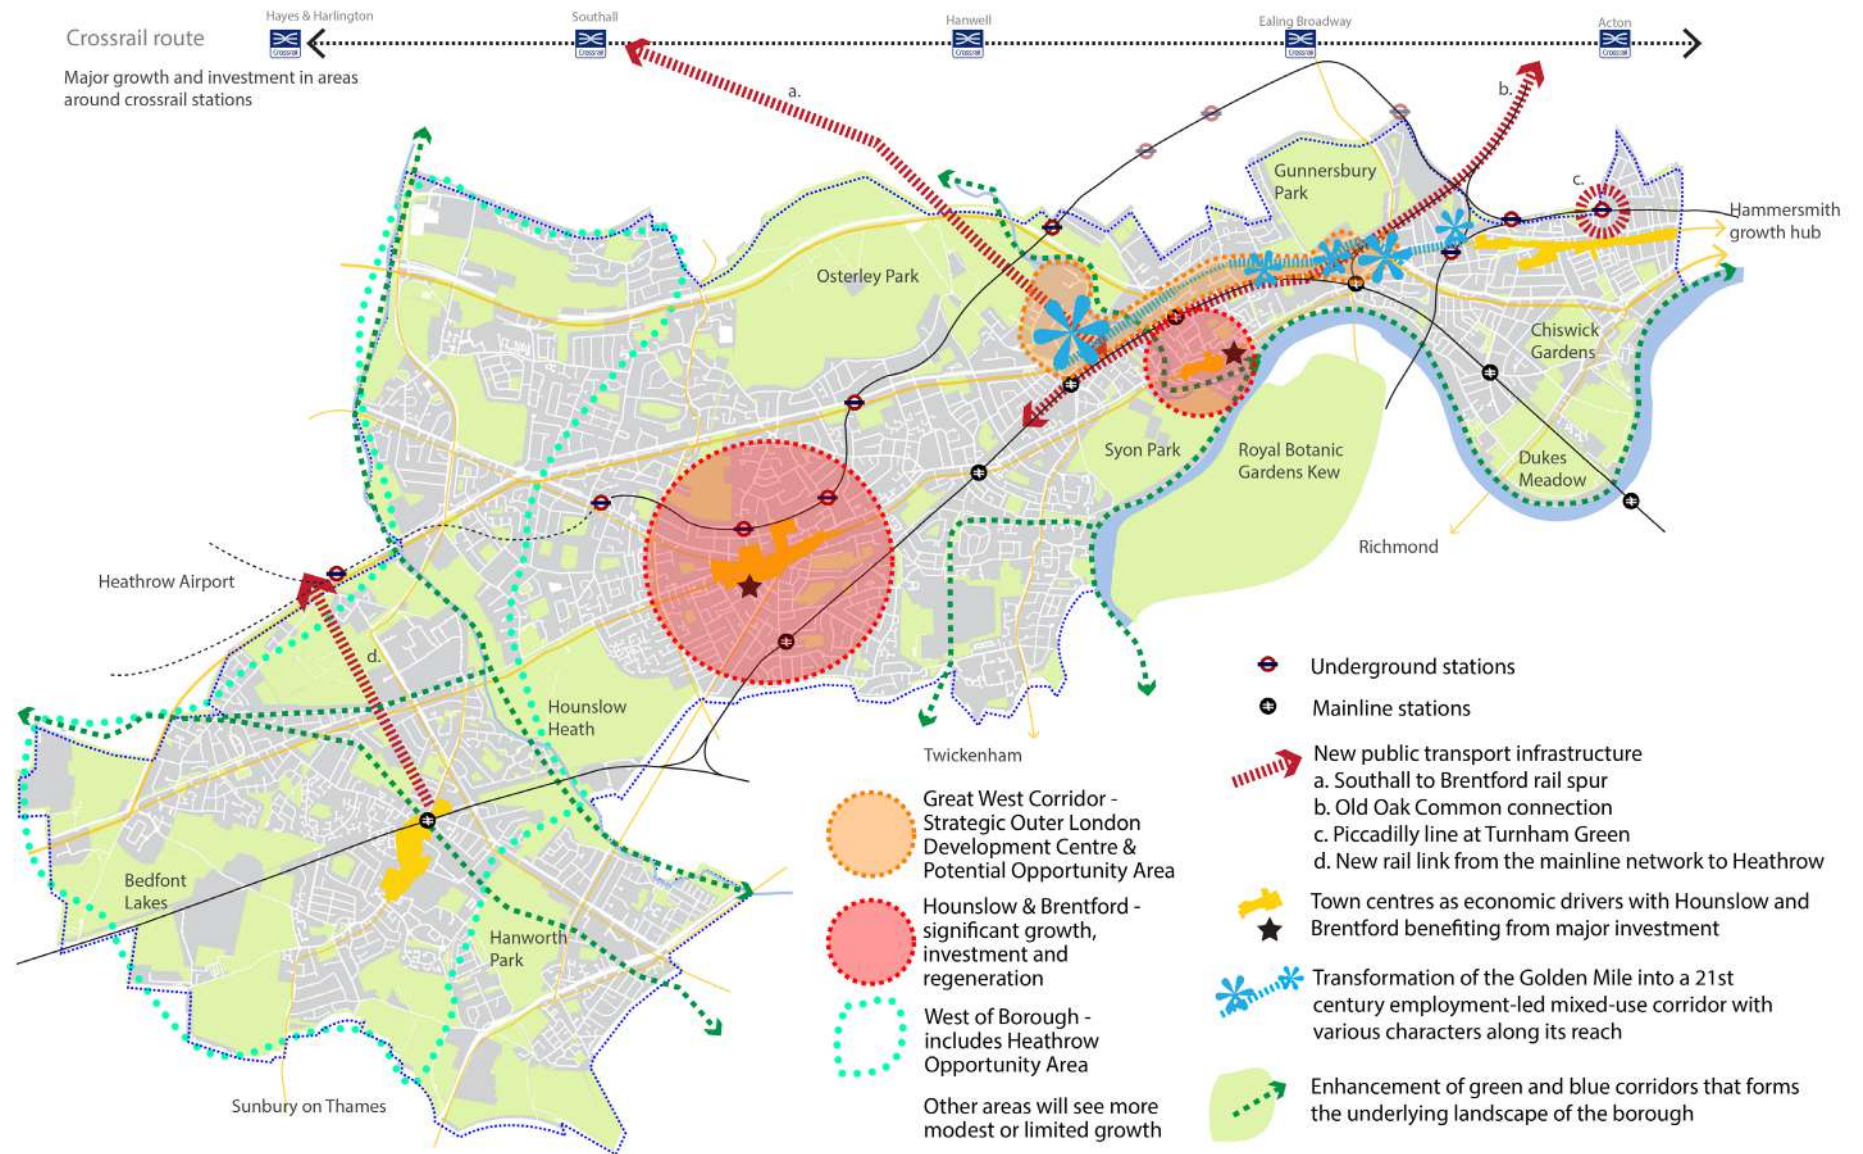 Hayes & Harlington
Southall
Hanwell
Ealing Broadway
Acton
Crossrail route
Crossrail
Crossrail
Crossrail
Crossrail
Crossrail
Major growth and investment in areas
around crossrail stations
a.
b.
c.
Gunnersbury
Park
Hammersmith
growth hub
Osterley Park
Chiswick
Gardens
Syon Park
Royal Botanic
Gardens Kew
Dukes
Meadow
Richmond
Heathrow Airport
d.
Hounslow
Heath
Twickenham
Bedfont
Lakes
Hanworth
Park
Sunbury on Thames
Great West Corridor -
Strategic Outer London
Development Centre &
Potential Opportunity Area
Hounslow & Brentford -
significant growth,
investment and
regeneration
West of Borough -
includes Heathrow
Opportunity Area
Other areas will see more
modest or limited growth
Underground stations
Mainline stations
New public transport infrastructure
a. Southall to Brentford rail spur
b. Old Oak Common connection
c. Piccadilly line at Turnham Green
d. New rail link from the mainline network to Heathrow
Town centres as economic drivers with Hounslow and
Brentford benefiting from major investment
Transformation of the Golden Mile into a 21st
century employment-led mixed-use corridor with
various characters along its reach
Enhancement of green and blue corridors that forms
the underlying landscape of the borough